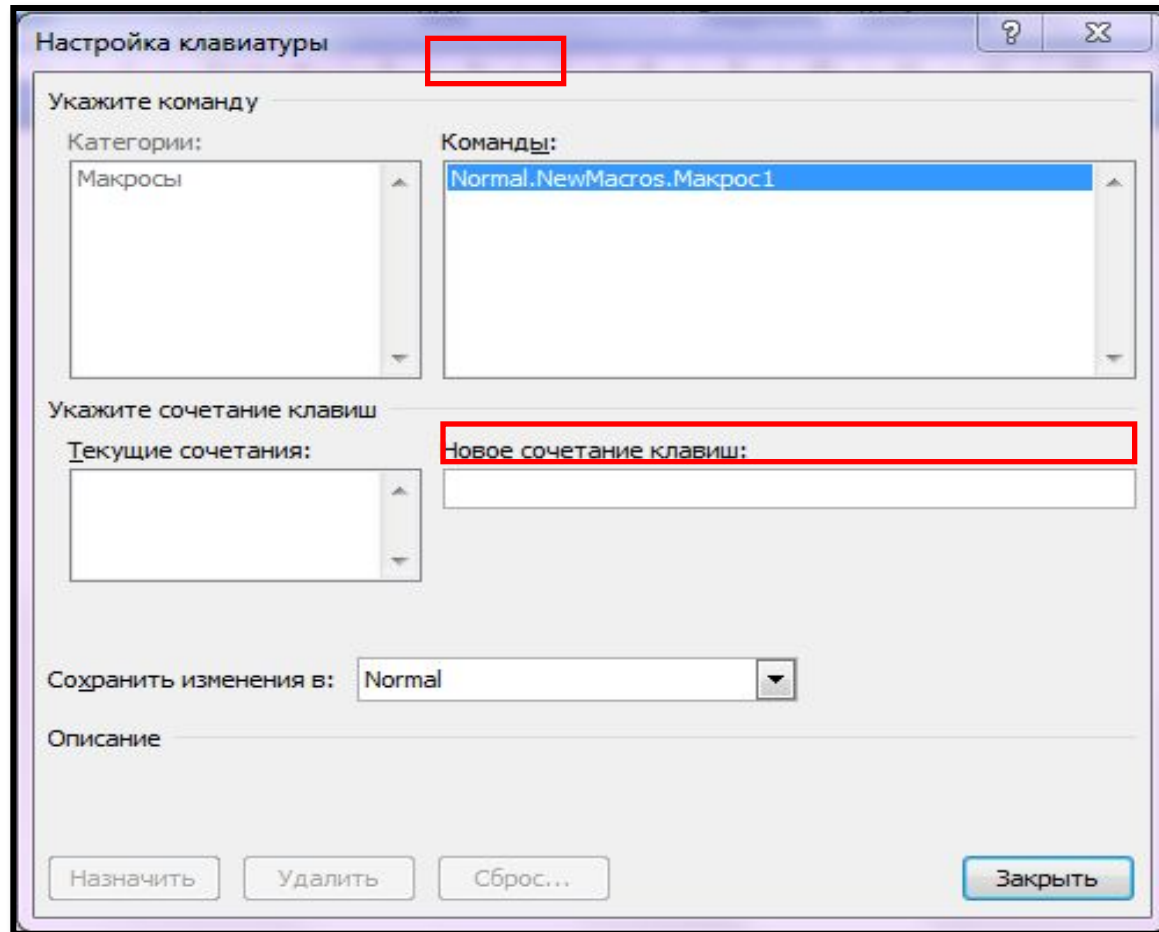 Настройка клавиатуры
Укажите команду
Категории:
Команды:
Макросы
Normal.NewMacros.Макрос1
Укажите сочетание клавиш
Текущие сочетания:
Новое сочетание клавиш:
Сохранить изменения в:
Normal
Описание
Назначить
Удалить
Сброс...
Закрыть